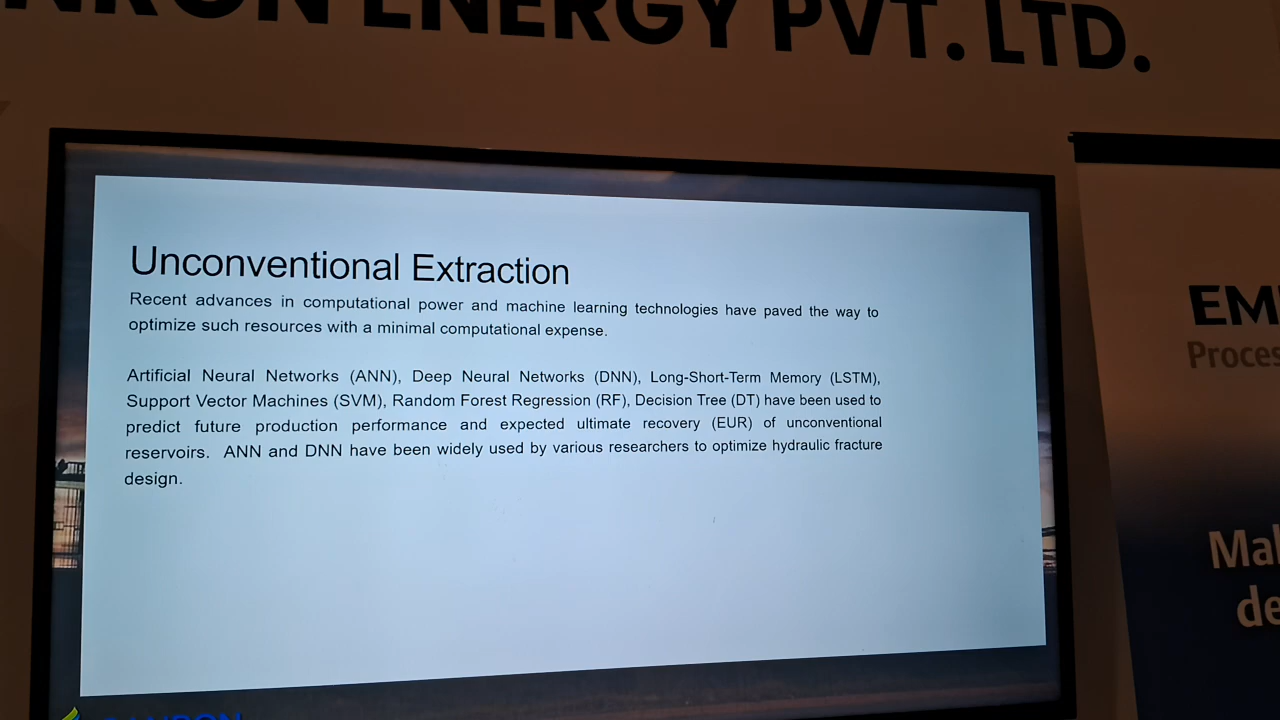 ENERGY PVT. LTD.
Unconventional Extraction
Recent advances in computational power and machine learning technologies have paved the way to
optimize such resources with a minimal computational expense.
Artificial Neural Networks (ANN), Deep Neural Networks (DNN), Long-Short-Term Memory (LSTM),
Support Vector Machines (SVM), Random Forest Regression (RF), Decision Tree (DT) have been used to
predict future production performance and expected ultimate recovery (EUR) of unconventional
reservoirs. ANN and DNN have been widely used by various researchers to optimize hydraulic fracture
design.